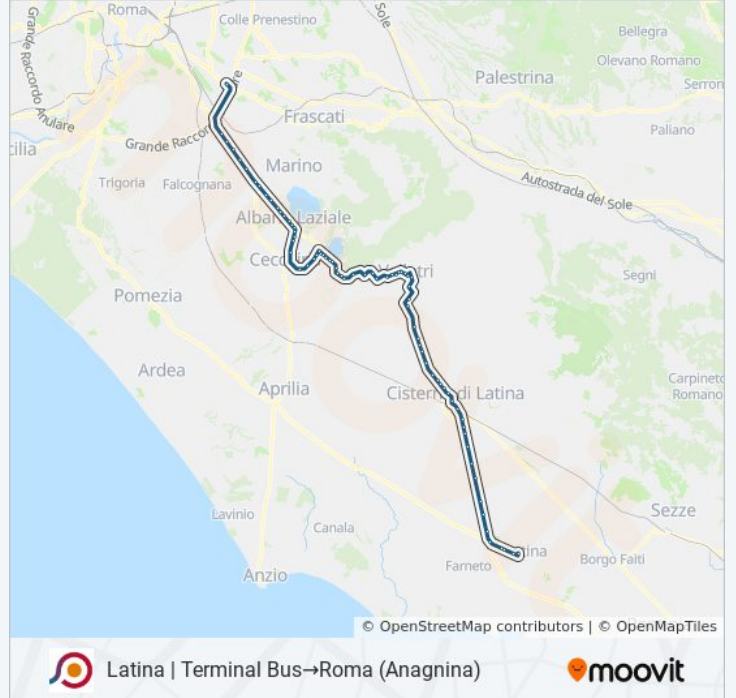 Roma
Colle Prenestino
Sole
Bellegra
Olevano Romano
Palestrina
Serron
Grande Raccordo Anulare
Frascati
Paliano
Grande Raccor
cilia
Marino
Trigoria
Falcognana
Autostrada del Sole
Albano Laziale
Segni
Pomezia
Ardea
Carpineto
Romano
Aprilia
Cisterna di Latina
Lavinio
Canala
Sezze
Farneto
Borgo Faiti
Anzio
© OpenStreetMap contributors | © OpenMapTiles
Latina | Terminal Bus→Roma (Anagnina)
moovit